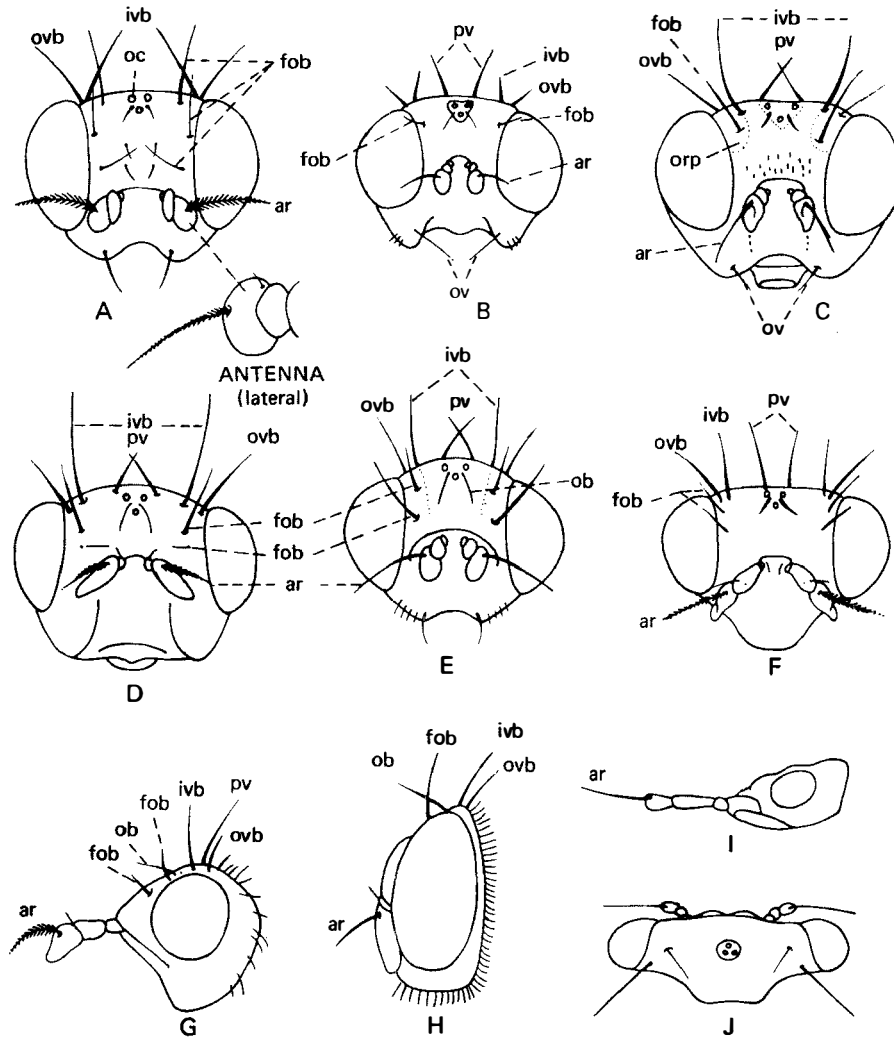 ivb
ovb
oc
fob
ar
A
ANTENNA
(lateral)
pv
ivb
ovb
fob
fob
ar
ov
B
fob
ivb
ovb
pv
orp
ar
ov
C
ivb
pv
ovb
fob
fob
ar
D
ivb
ovb
pv
ob
E
pv
ivb
ovb
fob
ar
F
ivb
fob
pv
ob
ovb
fob
ar
G
ivb
fob
ob
ovb
ar
H
ar
I
J